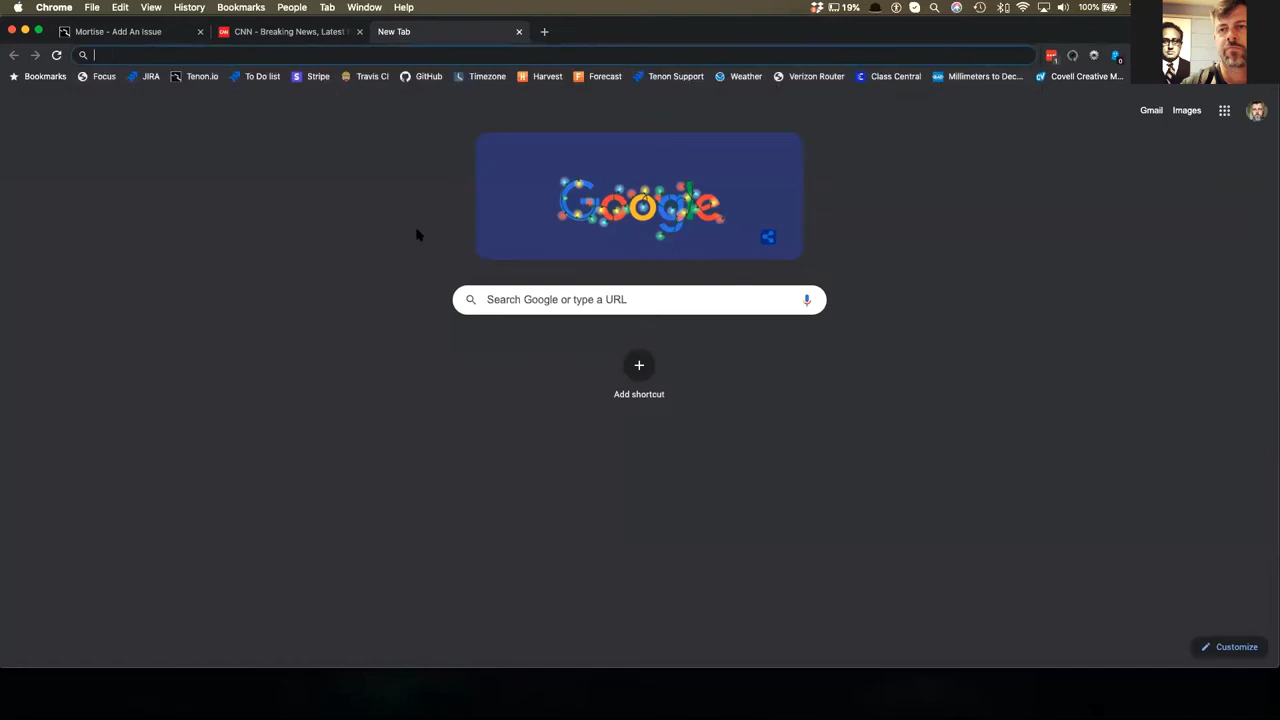 Chrome File Edit View History Bookmarks People Tab Window Help 19% 100%
Mortise - Add An Issue CNN - Breaking News, Latest New Tab
Bookmarks Focus JIRA Tenon.io To Do list Stripe Travis CI GitHub Timezone Harvest Forecast Tenon Support Weather Verizon Router Class Central Millimeters to Dec... Covell Creative M...
Gmail Images
Google
Search Google or type a URL
Add shortcut
Customize